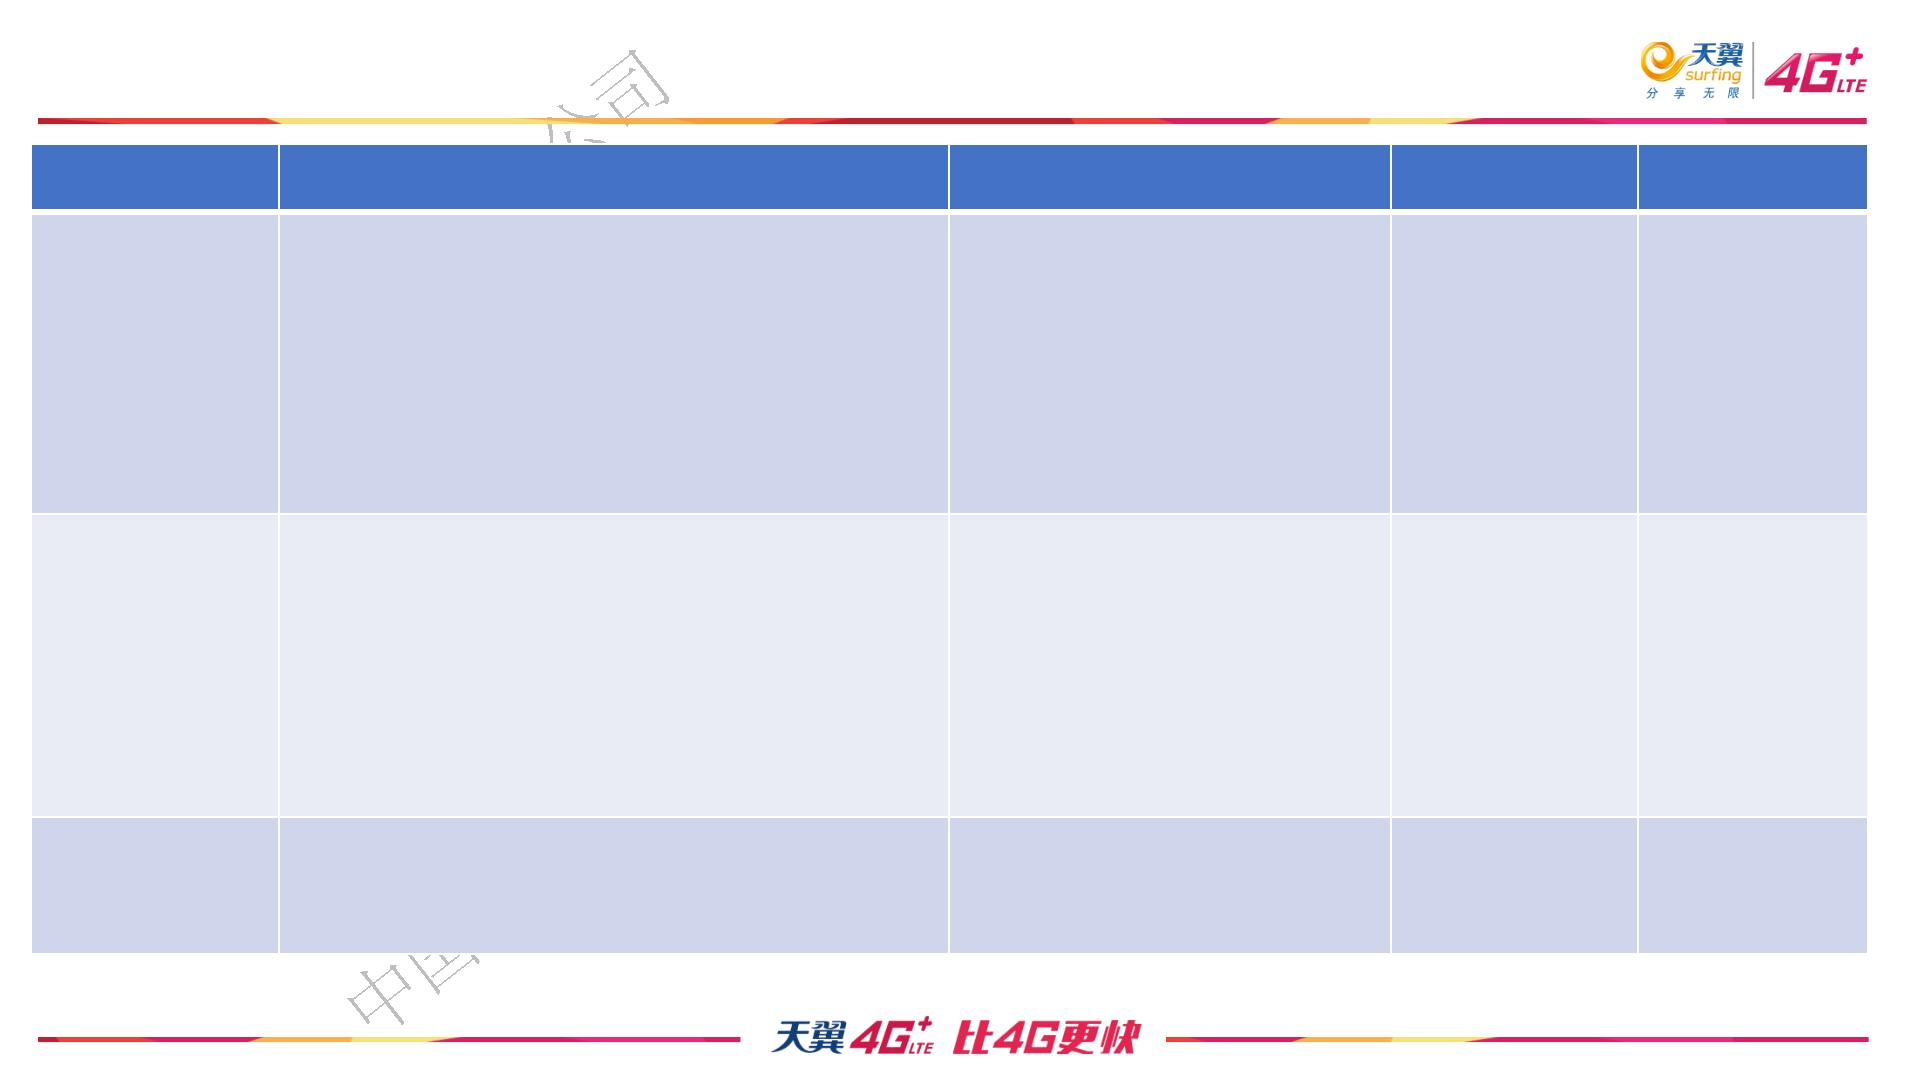 天翼 4G+
surfing LTE
分享无限
公司
中国
天翼4G+ LTE 比4G更快